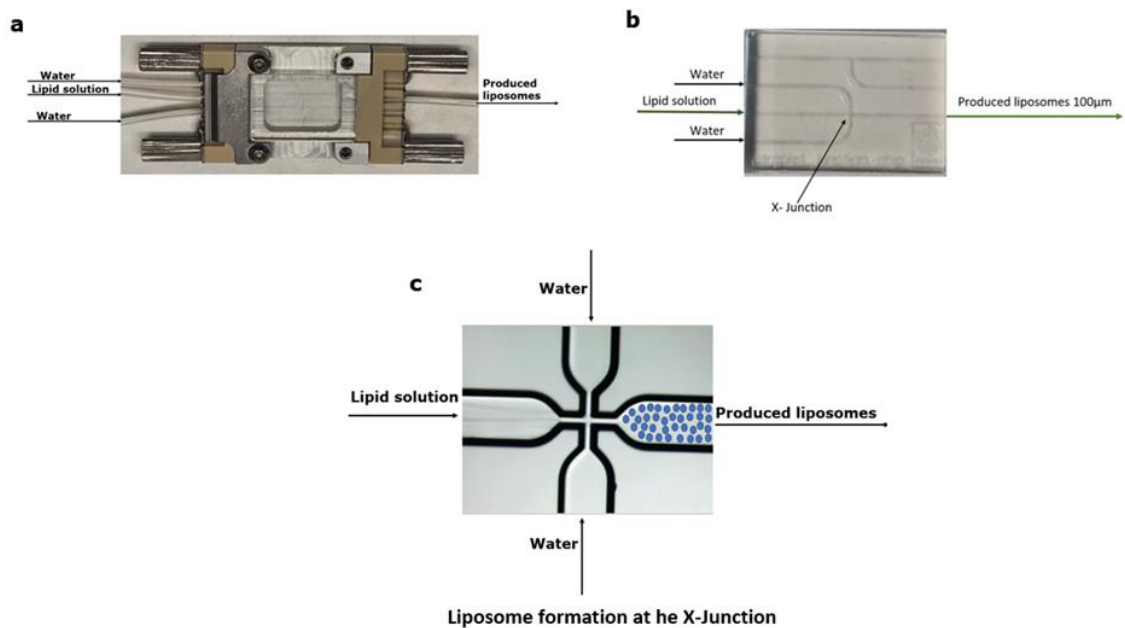 a
Water
Lipid solution
Water
Produced
liposomes
b
Water
Lipid solution
Water
Produced liposomes 100µm
X- Junction
c
Water
Lipid solution
Produced liposomes
Water
Liposome formation at he X-Junction